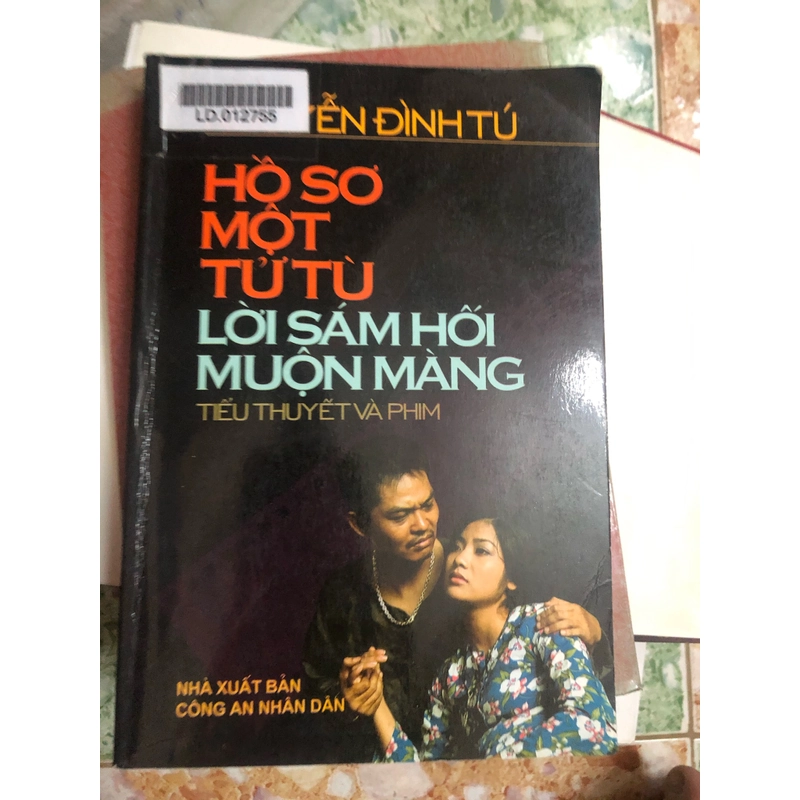 LD.012755
ỄN ĐÌNH TÚ
HỒ SƠ
MỘT
TỬ TÙ
LỜI SÁM HỐI
MUỘN MÀNG
TIỂU THUYẾT VÀ PHIM
NHÀ XUẤT BẢN
CÔNG AN NHÂN DÂN